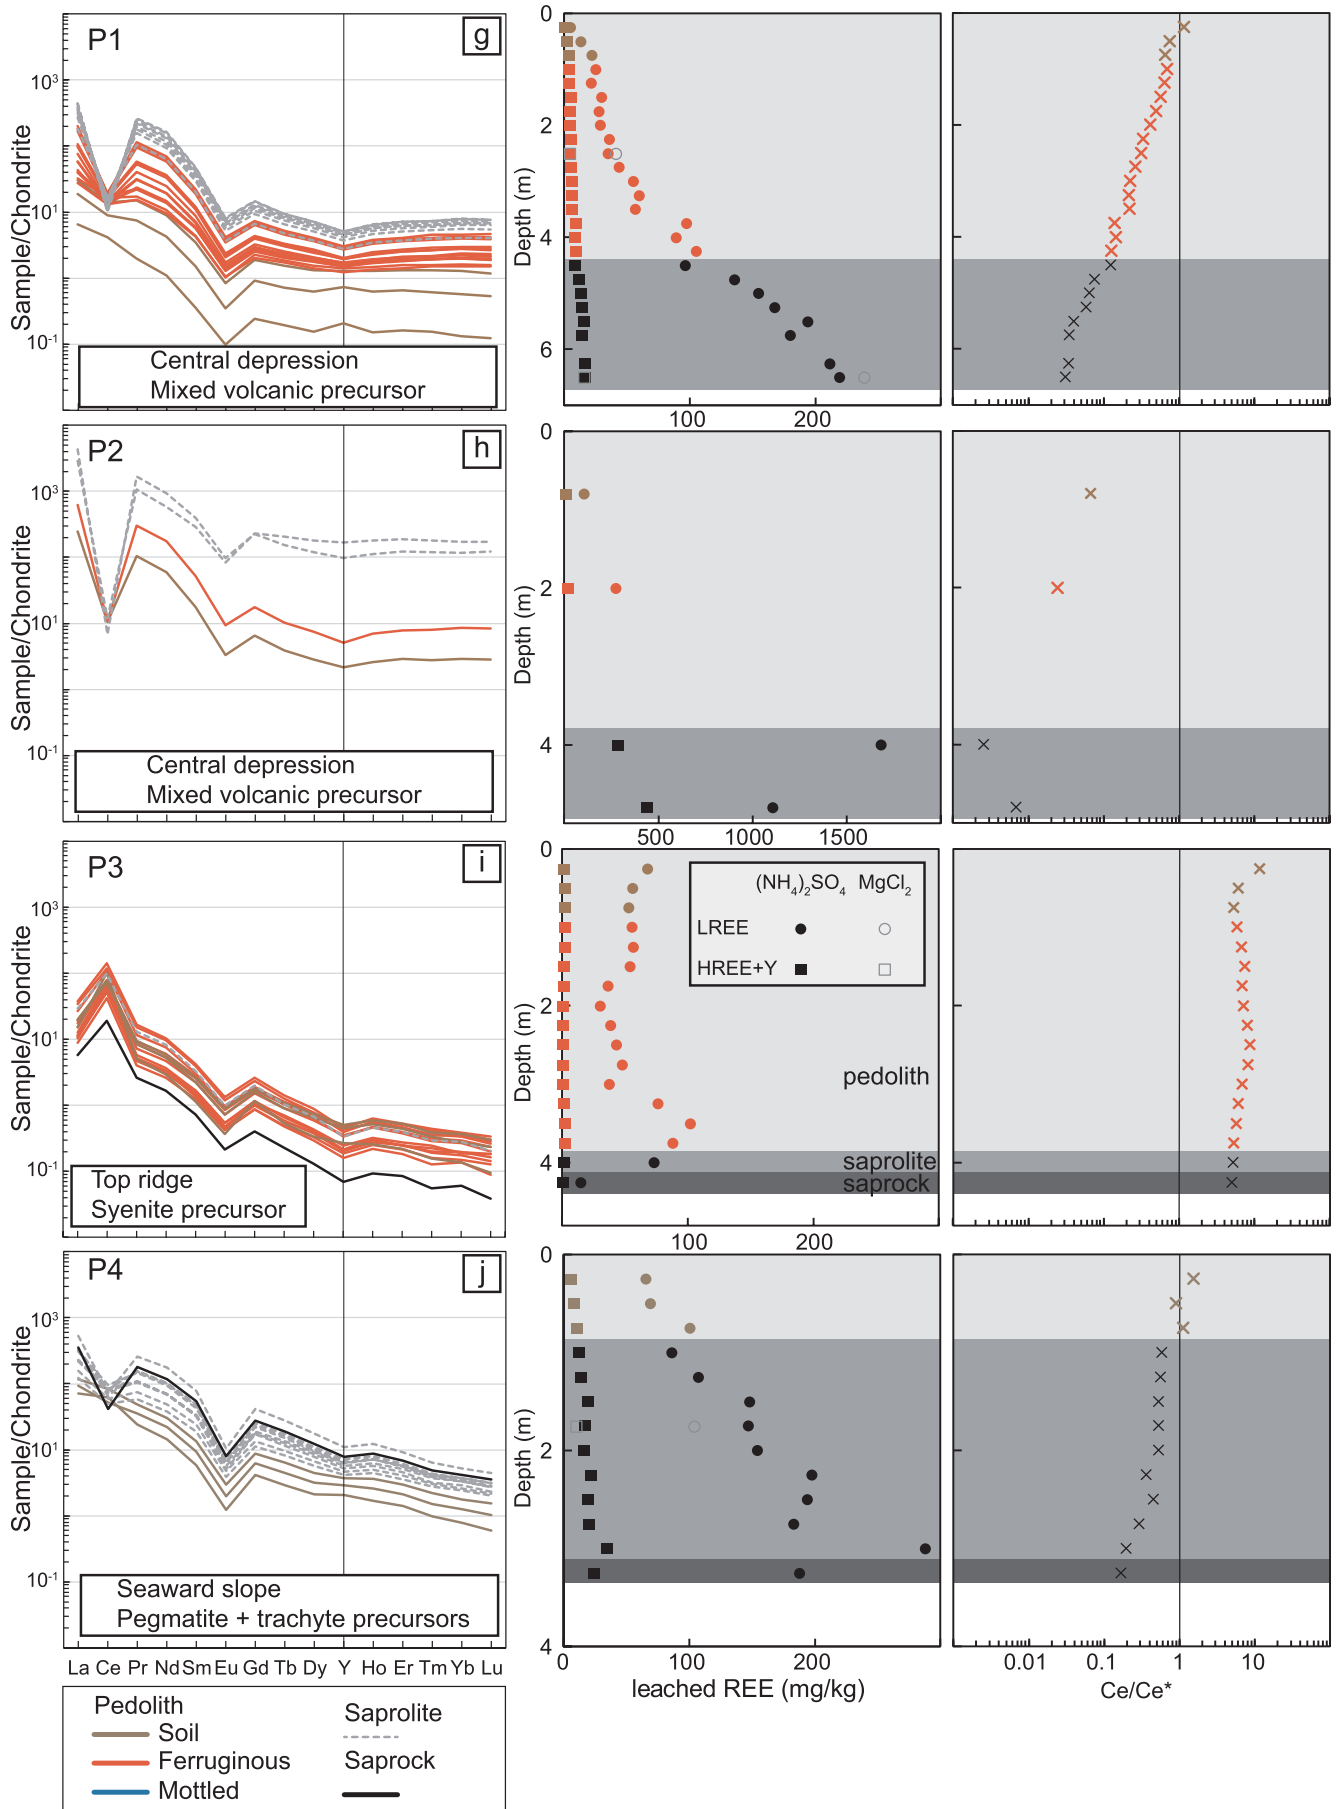 P1
g
10³
10¹
10⁻¹
Sample/Chondrite
Central depression
Mixed volcanic precursor
0
2
4
6
Depth (m)
100
200
P2
h
10³
10¹
10⁻¹
Sample/Chondrite
Central depression
Mixed volcanic precursor
0
2
4
Depth (m)
500
1000
1500
P3
i
10³
10¹
10⁻¹
Sample/Chondrite
Top ridge
Syenite precursor
0
2
4
Depth (m)
(NH₄)₂SO₄ MgCl₂
LREE
HREE+Y
pedolith
saprolite
saprock
100
200
P4
j
10³
10¹
10⁻¹
Sample/Chondrite
Seaward slope
Pegmatite + trachyte precursors
La Ce Pr Nd Sm Eu Gd Tb Dy Y Ho Er Tm Yb Lu
0
2
4
Depth (m)
0 100 200
leached REE (mg/kg)
0.01 0.1 1 10
Ce/Ce*
Pedolith
Soil
Ferruginous
Mottled
Saprolite
Saprock